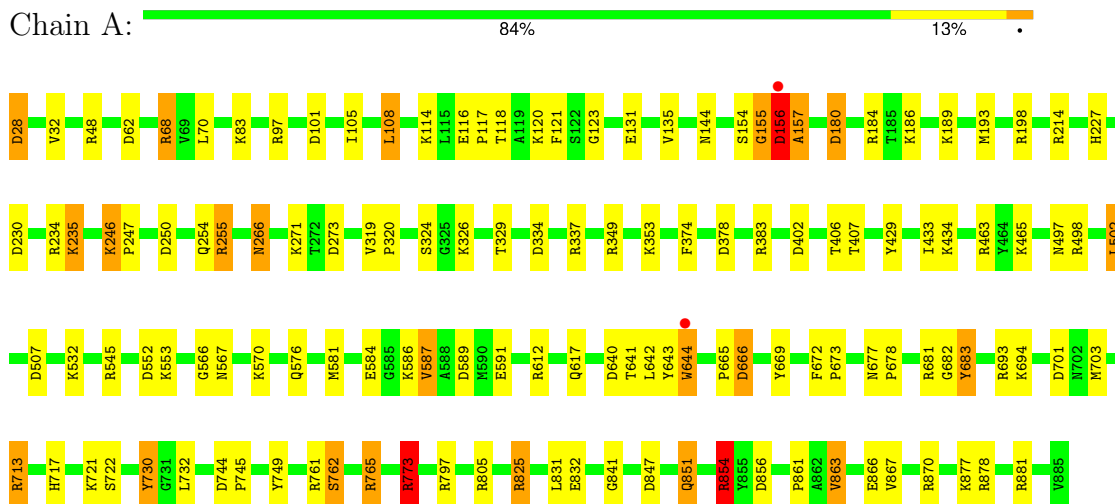 Chain A:
84% 13% •
D28 V32 R48 D62 R68 V69 L70 K83 R97 D101 I105 L108 K114 L115 E116 P117 T118 A119 K120 F121 S122 G123 E131 V135 N144 S154 G155 D156 A157 D180 R184 T185 K186 K189 M193 R198 R214 H227
D230 R234 K235 K246 P247 D250 Q254 R255 N266 K271 T272 D273 V319 P320 S324 G325 K326 T329 D334 R337 R349 K353 F374 D378 R383 D402 T406 T407 Y429 I433 K434 R463 Y464 K465 N497 R498 L502
D507 K532 R545 D552 K553 G566 N567 K570 Q576 M581 E584 G585 K586 V587 A588 D589 M590 E591 R612 Q617 D640 T641 L642 Y643 W644 P665 D666 Y669 F672 P673 N677 P678 R681 G682 Y683 R693 K694 D701 N702 M703
R713 H717 K721 S722 Y730 G731 L732 D744 P745 Y749 R761 S762 R765 R773 R797 R805 R825 L831 E832 G841 D847 Q851 R854 Y855 D856 P861 A862 V863 E866 V867 R870 K877 R878 R881 V885